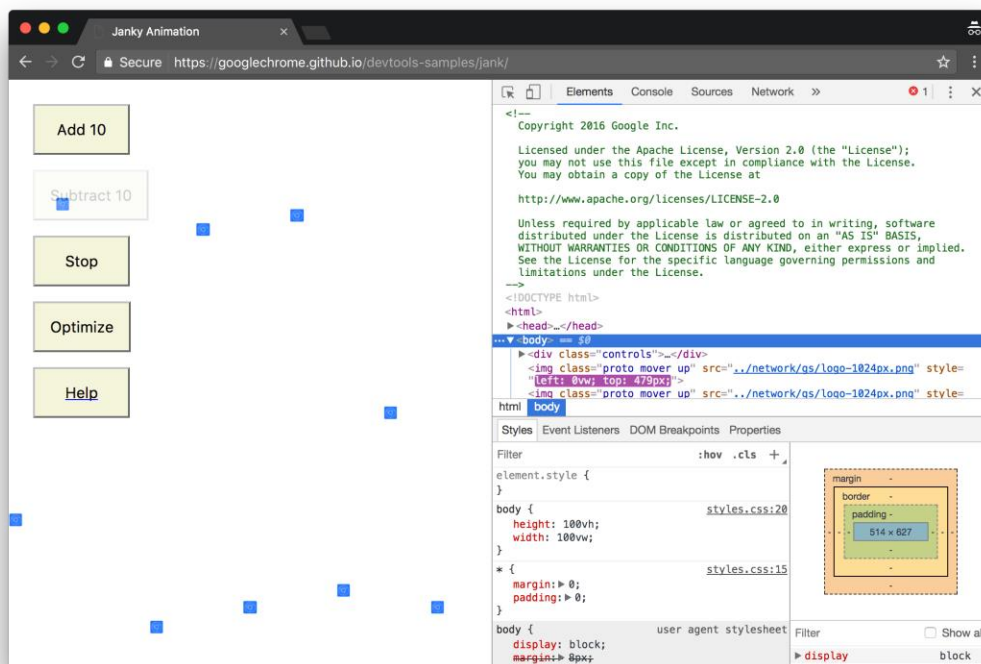 Janky Animation ×
Secure https://googlechrome.github.io/devtools-samples/jank/
Add 10
Subtract 10
Stop
Optimize
Help
Elements Console Sources Network » 1
<!--
Copyright 2016 Google Inc.
Licensed under the Apache License, Version 2.0 (the "License");
you may not use this file except in compliance with the License.
You may obtain a copy of the License at
http://www.apache.org/licenses/LICENSE-2.0
Unless required by applicable law or agreed to in writing, software
distributed under the License is distributed on an "AS IS" BASIS,
WITHOUT WARRANTIES OR CONDITIONS OF ANY KIND, either express or implied.
See the License for the specific language governing permissions and
limitations under the License.
-->
<!DOCTYPE html>
<html>
▶<head>…</head>
…▼<body> == $0
▶<div class="controls">…</div>
<img class="proto mover up" src="../network/gs/logo-1024px.png" style=
"left: 0vw; top: 479px;">
<img class="proto mover up" src="../network/gs/logo-1024px.png" style=
html body
Styles Event Listeners DOM Breakpoints Properties
Filter :hov .cls +
element.style {
}
body { styles.css:20
height: 100vh;
width: 100vw;
}
* { styles.css:15
margin:▶0;
padding:▶0;
}
body { user agent stylesheet
display: block;
margin:▶8px;
margin -
border -
padding -
- - - 514 × 627 - - -
-
-
-
Filter Show al
▶display block